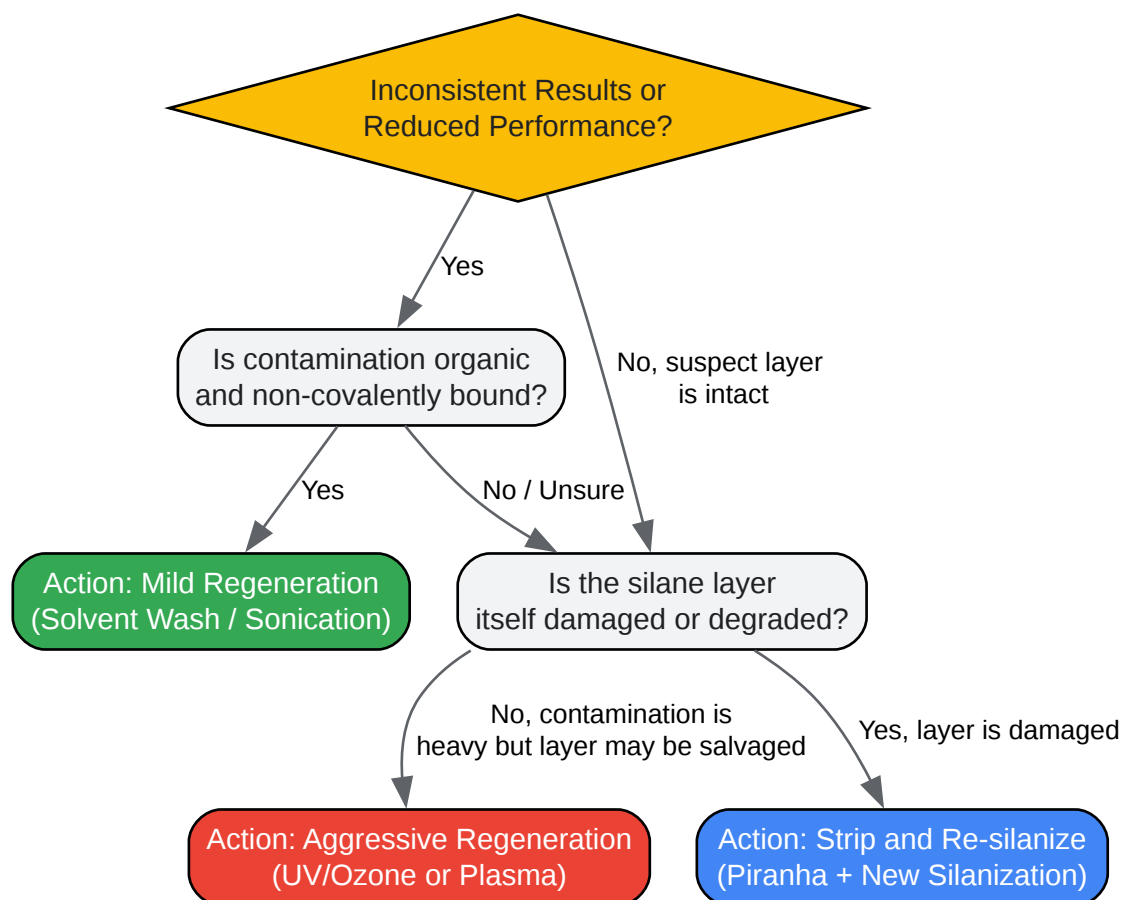 Inconsistent Results or
Reduced Performance?
Yes
Is contamination organic
and non-covalently bound?
No, suspect layer
is intact
Yes
No / Unsure
Action: Mild Regeneration
(Solvent Wash / Sonication)
Is the silane layer
itself damaged or degraded?
No, contamination is
heavy but layer may be salvaged
Yes, layer is damaged
Action: Aggressive Regeneration
(UV/Ozone or Plasma)
Action: Strip and Re-silanize
(Piranha + New Silanization)